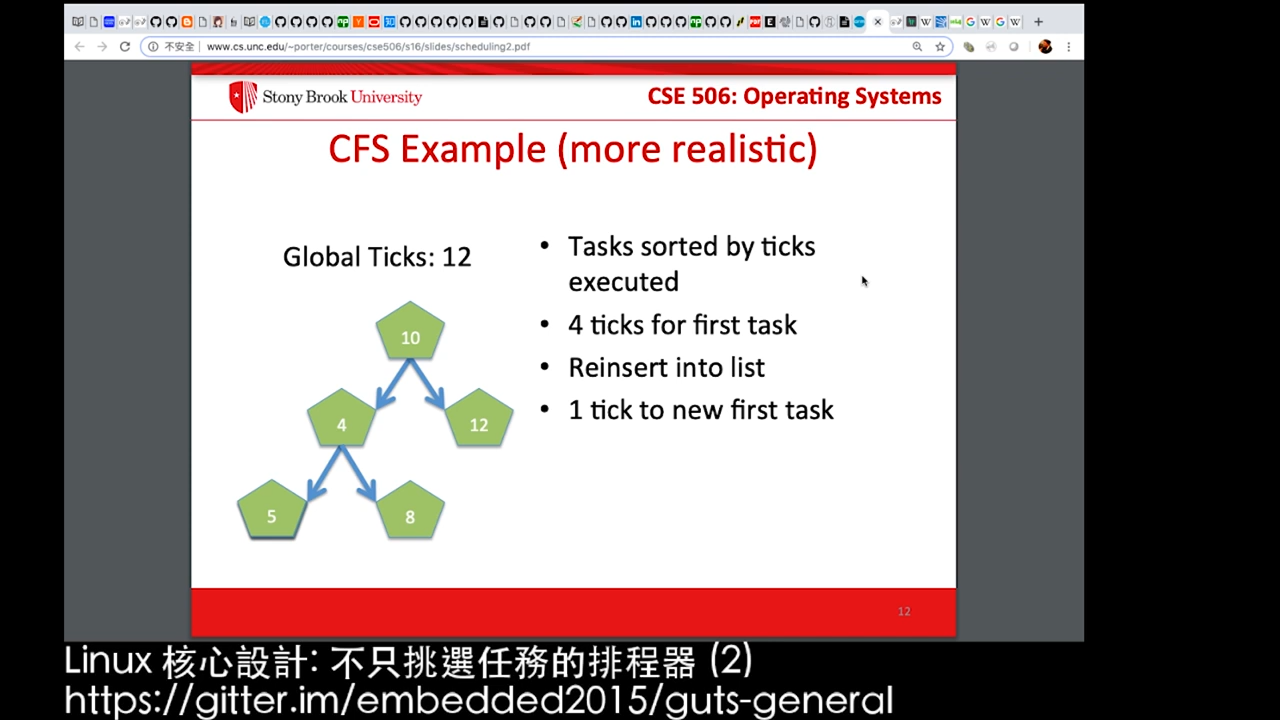 不安全
www.cs.unc.edu/~porter/courses/cse506/s16/slides/scheduling2.pdf
Stony Brook University
CSE 506: Operating Systems
CFS Example (more realistic)
Global Ticks: 12
10
4
12
5
8
• Tasks sorted by ticks
executed
• 4 ticks for first task
• Reinsert into list
• 1 tick to new first task
12
Linux 核心設計: 不只挑選任務的排程器 (2)
https://gitter.im/embedded2015/guts-general